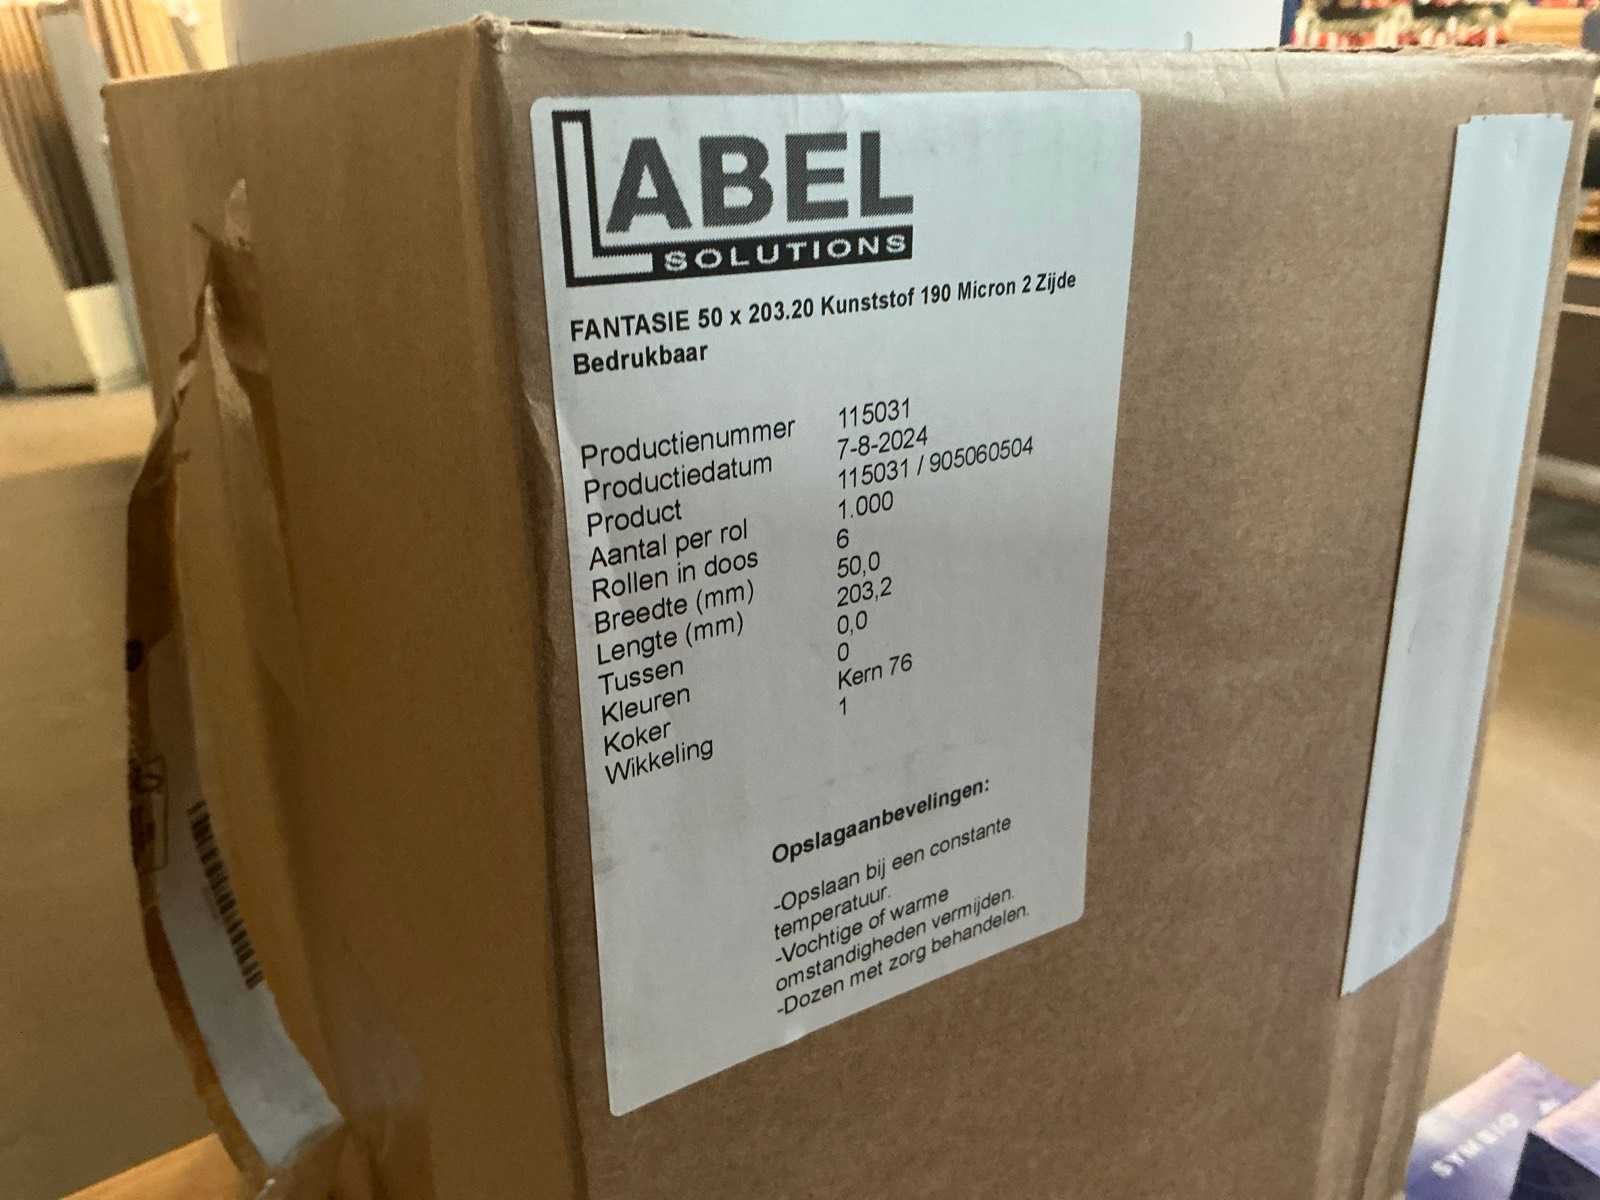 LABEL
SOLUTIONS
FANTASIE 50 x 203.20 Kunststof 190 Micron 2 Zijde
Bedrukbaar
Productienummer 115031
Productiedatum 7-8-2024
Product 115031 / 905060504
Aantal per rol 1.000
Rollen in doos 6
Breedte (mm) 50,0
Lengte (mm) 203,2
Tussen 0,0
Kleuren 0
Koker Kern 76
Wikkeling 1
Opslagaanbevelingen:
-Opslaan bij een constante
temperatuur.
-Vochtige of warme
omstandigheden vermijden.
-Dozen met zorg behandelen.
SYMBIO